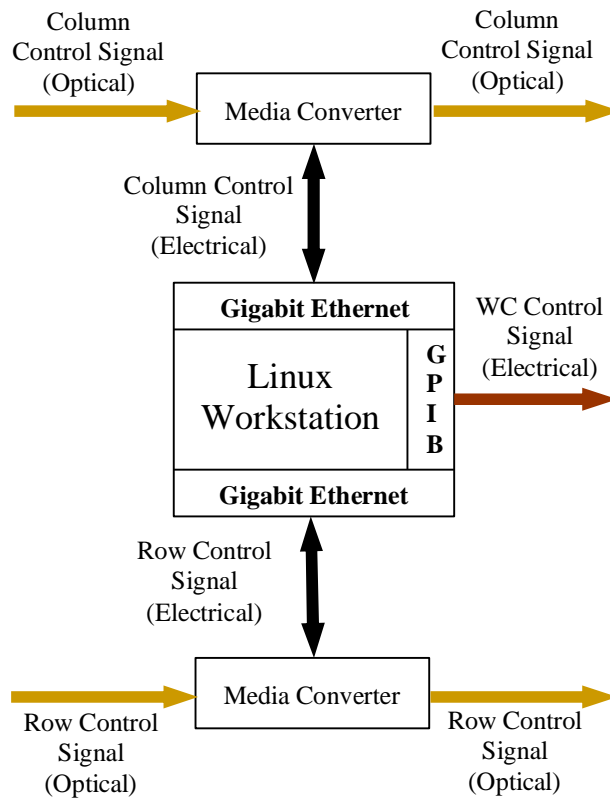 Column
Control Signal
(Optical)
Column
Control Signal
(Optical)
Media Converter
Column Control
Signal
(Electrical)
Gigabit Ethernet
WC Control
Signal
(Electrical)
Linux
Workstation
G
P
I
B
Gigabit Ethernet
Row Control
Signal
(Electrical)
Media Converter
Row Control
Signal
(Optical)
Row Control
Signal
(Optical)